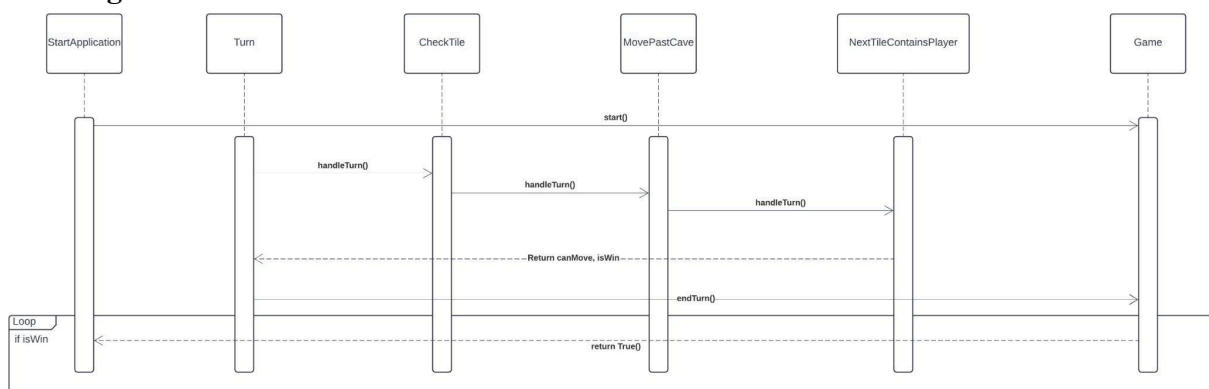 StartApplication
Turn
CheckTile
MovePastCave
NextTileContainsPlayer
Game
start()
handleTurn()
handleTurn()
handleTurn()
Return canMove, isWin
endTurn()
Loop
if isWin
return True()